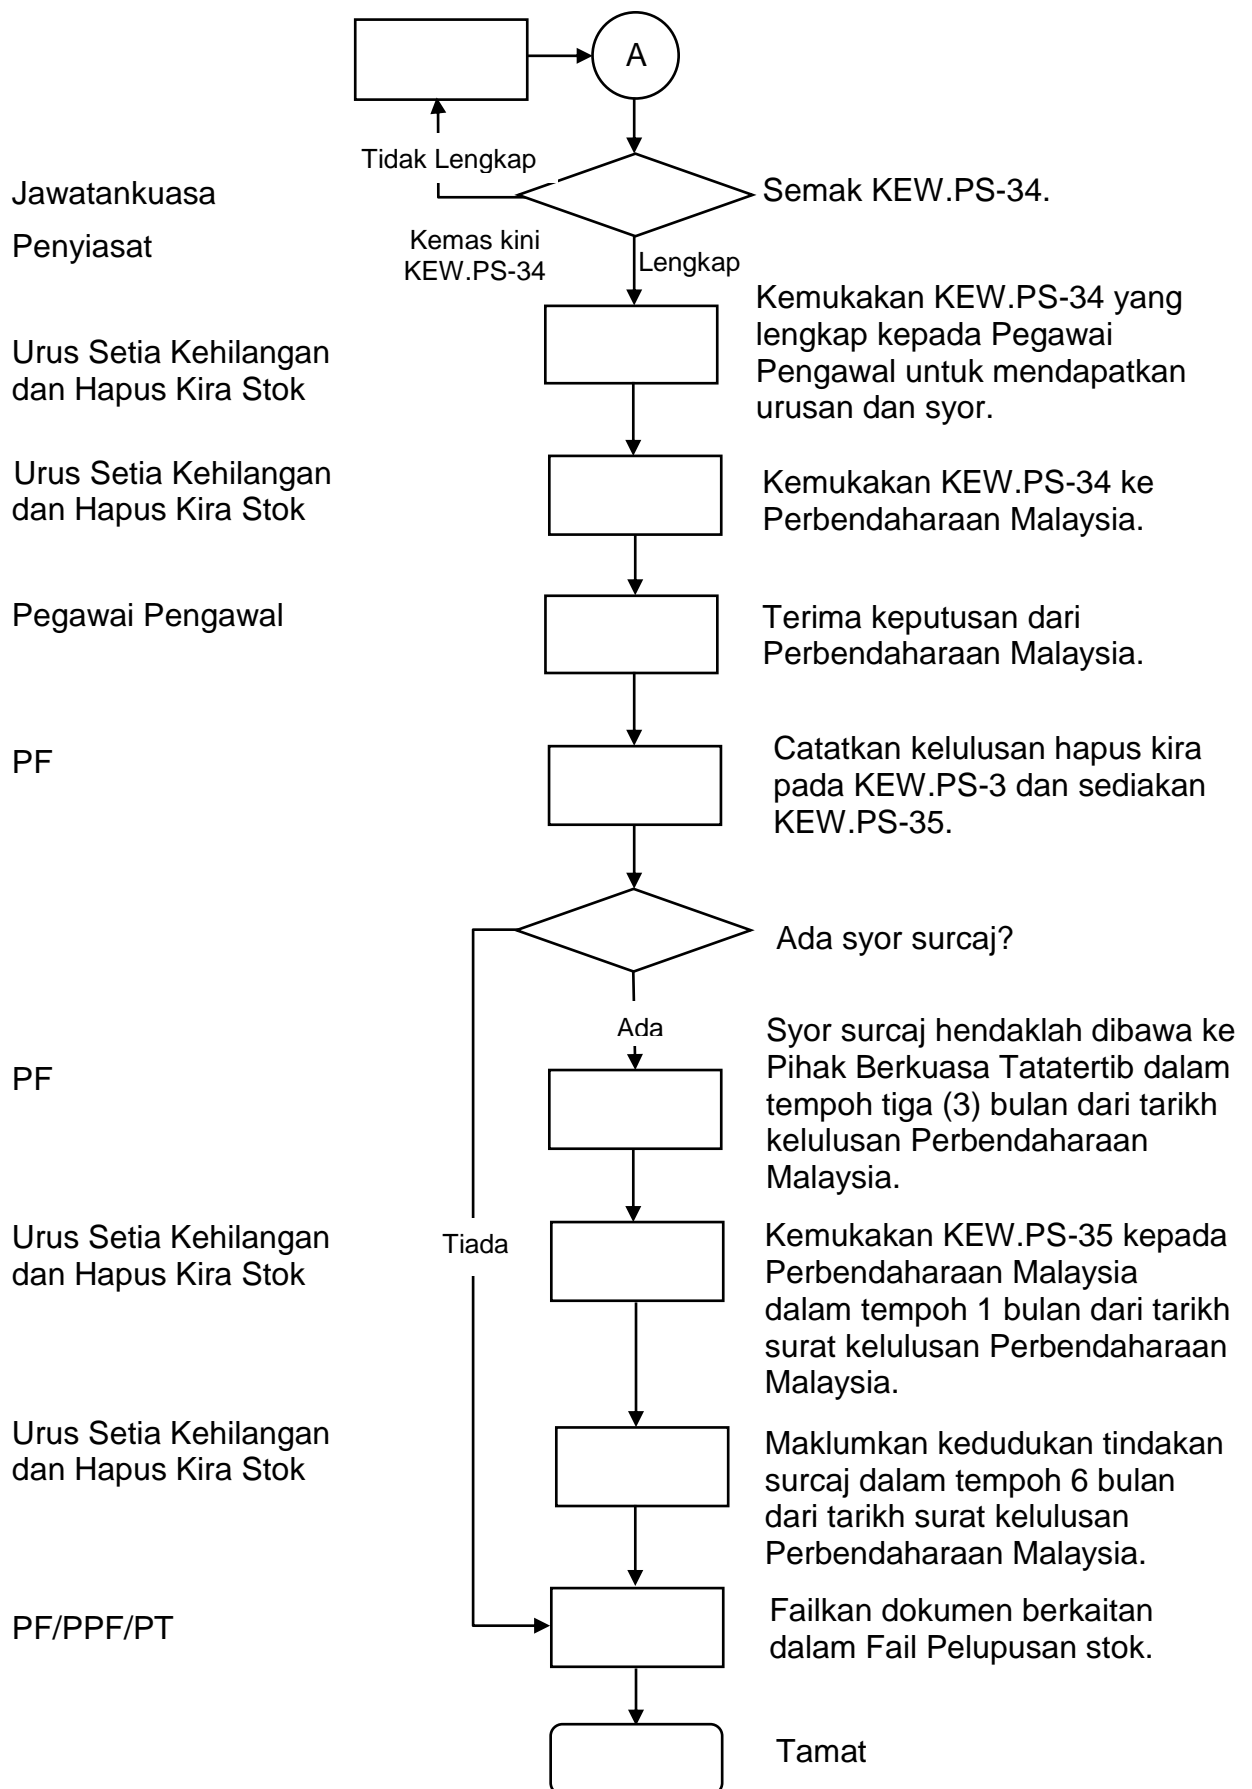 A
Tidak Lengkap
Jawatankuasa
Penyiasat
Semak KEW.PS-34.
Kemas kini
KEW.PS-34
Lengkap
Urus Setia Kehilangan
dan Hapus Kira Stok
Kemukakan KEW.PS-34 yang
lengkap kepada Pegawai
Pengawal untuk mendapatkan
urusan dan syor.
Urus Setia Kehilangan
dan Hapus Kira Stok
Kemukakan KEW.PS-34 ke
Perbendaharaan Malaysia.
Pegawai Pengawal
Terima keputusan dari
Perbendaharaan Malaysia.
PF
Catatkan kelulusan hapus kira
pada KEW.PS-3 dan sediakan
KEW.PS-35.
Ada syor surcaj?
Ada
PF
Syor surcaj hendaklah dibawa ke
Pihak Berkuasa Tatatertib dalam
tempoh tiga (3) bulan dari tarikh
kelulusan Perbendaharaan
Malaysia.
Urus Setia Kehilangan
dan Hapus Kira Stok
Tiada
Kemukakan KEW.PS-35 kepada
Perbendaharaan Malaysia
dalam tempoh 1 bulan dari tarikh
surat kelulusan Perbendaharaan
Malaysia.
Urus Setia Kehilangan
dan Hapus Kira Stok
Maklumkan kedudukan tindakan
surcaj dalam tempoh 6 bulan
dari tarikh surat kelulusan
Perbendaharaan Malaysia.
PF/PPF/PT
Failkan dokumen berkaitan
dalam Fail Pelupusan stok.
Tamat